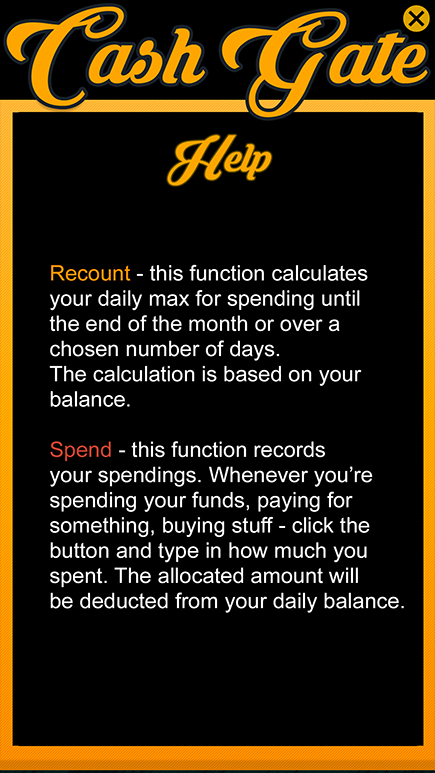 Cash Gate
Help
Recount - this function calculates
your daily max for spending until
the end of the month or over a
chosen number of days.
The calculation is based on your
balance.
Spend - this function records
your spendings. Whenever you’re
spending your funds, paying for
something, buying stuff - click the
button and type in how much you
spent. The allocated amount will
be deducted from your daily balance.